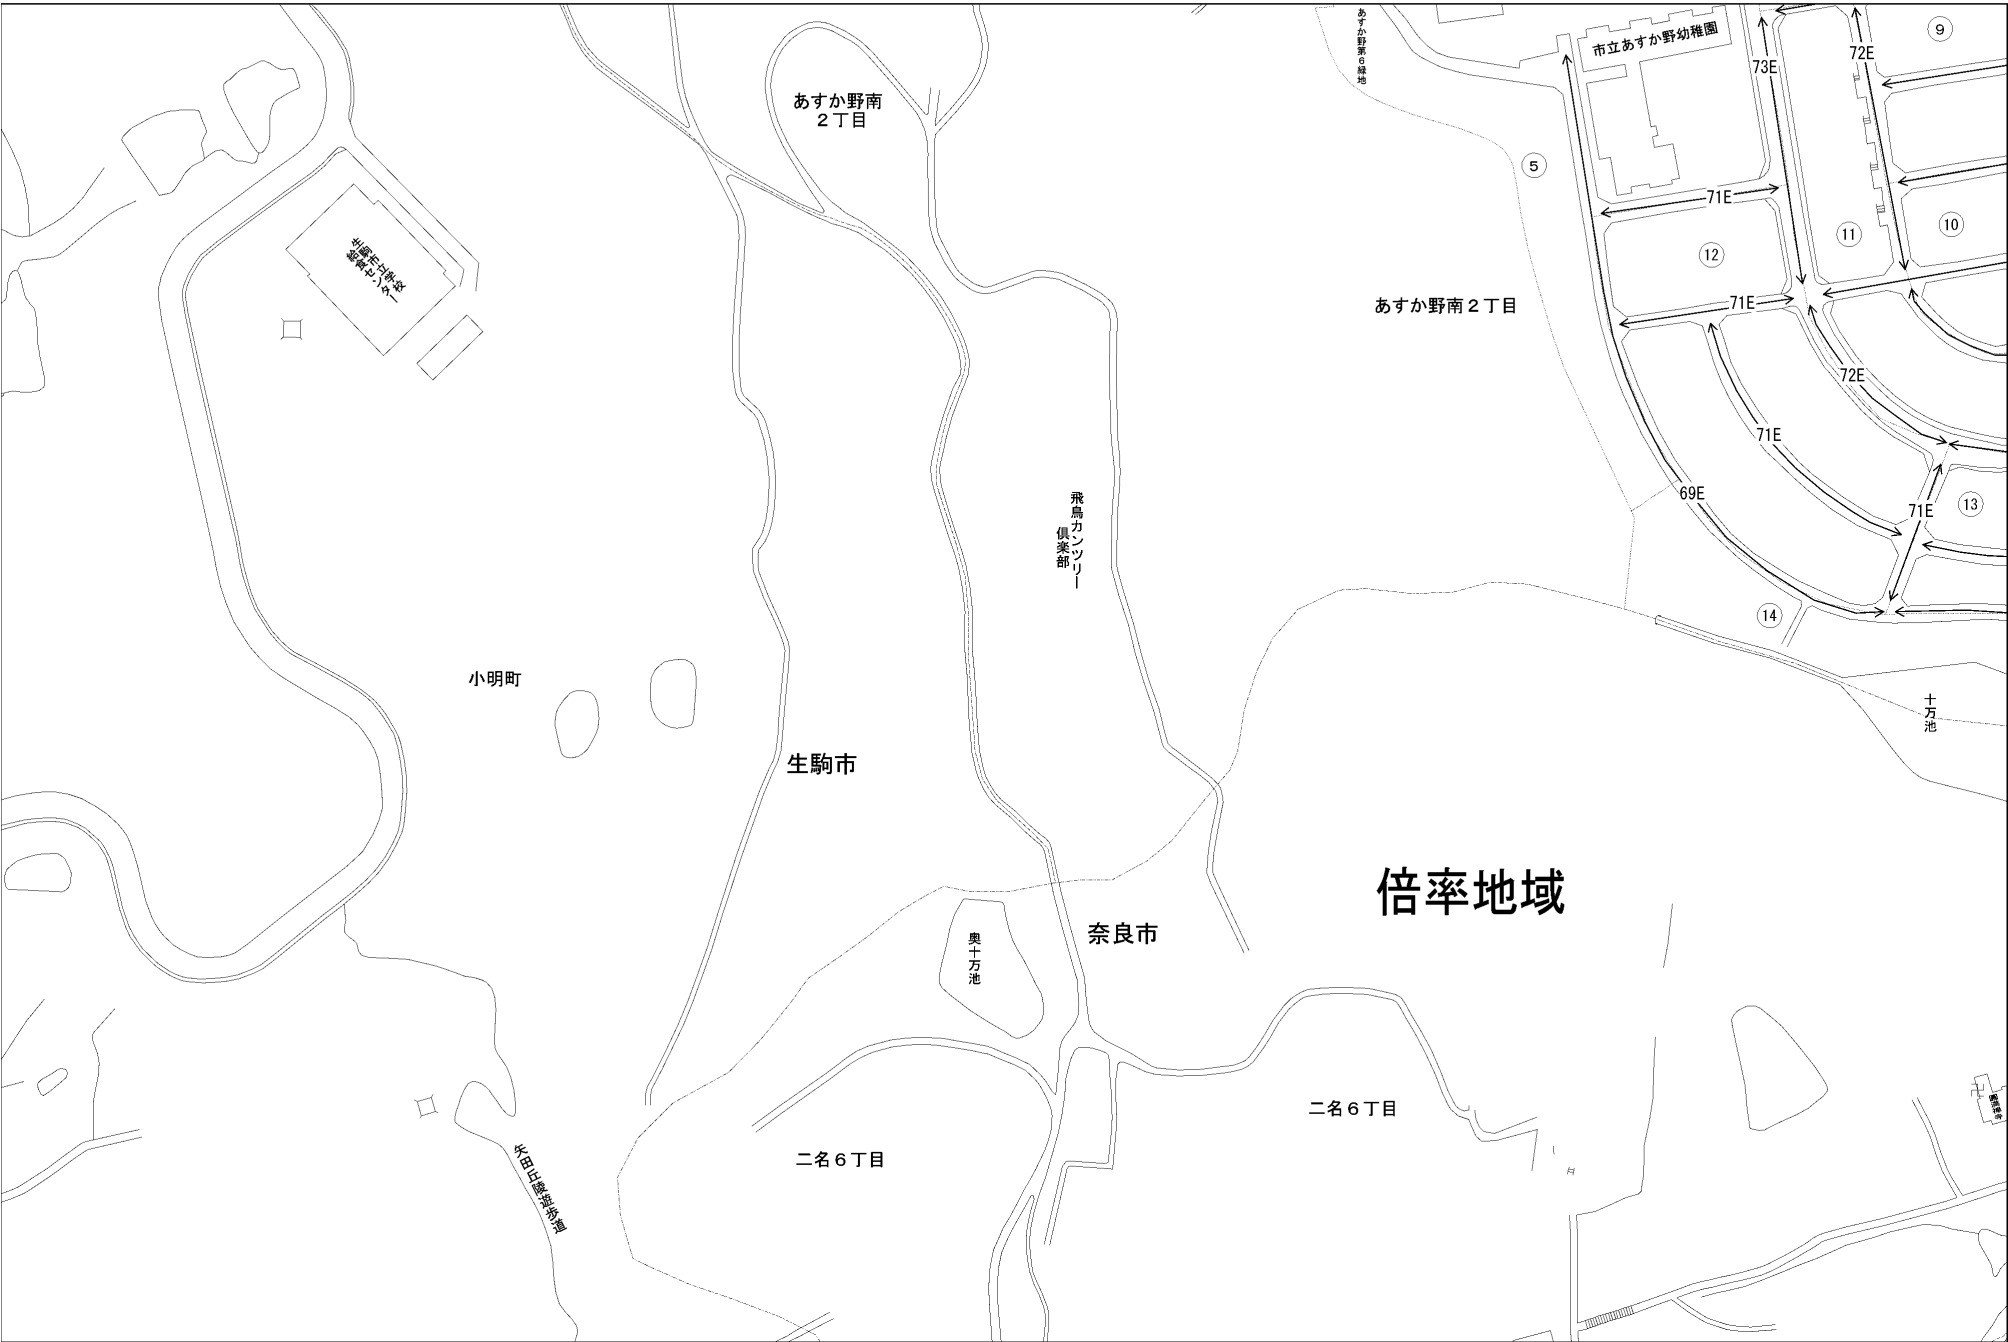 あすか野第６緑地
市立あすか野幼稚園
9
72E
73E
あすか野南
２丁目
5
71E
12
11
10
生駒市立学校
給食センター
71E
あすか野南２丁目
72E
71E
69E
71E
13
飛鳥カンツリー
倶楽部
14
小明町
十万池
生駒市
倍率地域
奈良市
奥十万池
二名６丁目
二名６丁目
矢田丘陵遊歩道